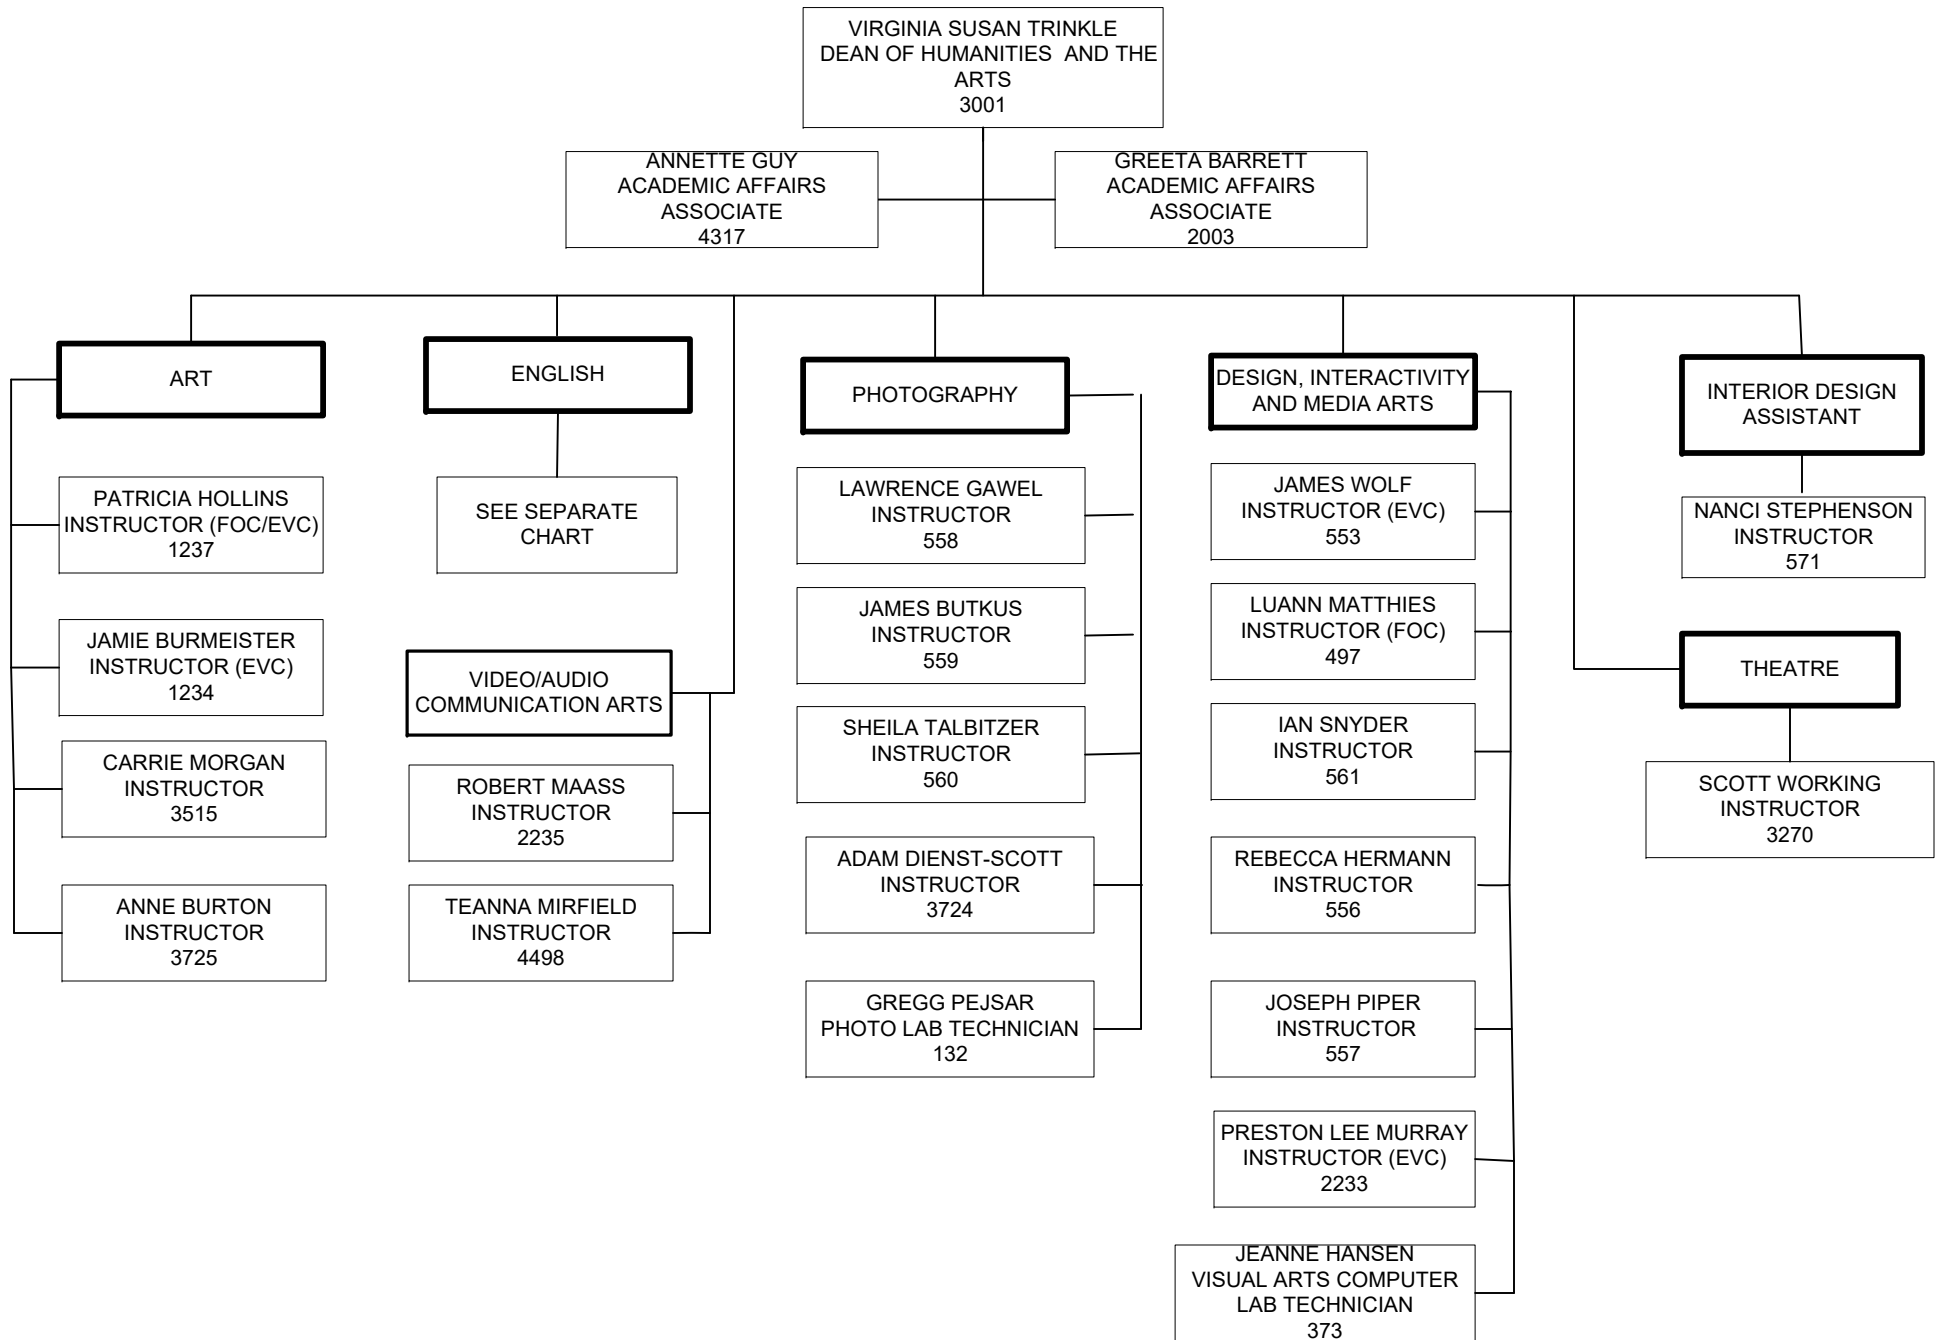 VIRGINIA SUSAN TRINKLE
DEAN OF HUMANITIES AND THE
ARTS
3001
ANNETTE GUY
ACADEMIC AFFAIRS
ASSOCIATE
4317
GREETA BARRETT
ACADEMIC AFFAIRS
ASSOCIATE
2003
ART
PATRICIA HOLLINS
INSTRUCTOR (FOC/EVC)
1237
JAMIE BURMEISTER
INSTRUCTOR (EVC)
1234
CARRIE MORGAN
INSTRUCTOR
3515
ANNE BURTON
INSTRUCTOR
3725
ENGLISH
SEE SEPARATE
CHART
VIDEO/AUDIO
COMMUNICATION ARTS
ROBERT MAASS
INSTRUCTOR
2235
TEANNA MIRFIELD
INSTRUCTOR
4498
PHOTOGRAPHY
LAWRENCE GAWEL
INSTRUCTOR
558
JAMES BUTKUS
INSTRUCTOR
559
SHEILA TALBITZER
INSTRUCTOR
560
ADAM DIENST-SCOTT
INSTRUCTOR
3724
GREGG PEJSAR
PHOTO LAB TECHNICIAN
132
DESIGN, INTERACTIVITY
AND MEDIA ARTS
JAMES WOLF
INSTRUCTOR (EVC)
553
LUANN MATTHIES
INSTRUCTOR (FOC)
497
IAN SNYDER
INSTRUCTOR
561
REBECCA HERMANN
INSTRUCTOR
556
JOSEPH PIPER
INSTRUCTOR
557
PRESTON LEE MURRAY
INSTRUCTOR (EVC)
2233
JEANNE HANSEN
VISUAL ARTS COMPUTER
LAB TECHNICIAN
373
INTERIOR DESIGN
ASSISTANT
NANCI STEPHENSON
INSTRUCTOR
571
THEATRE
SCOTT WORKING
INSTRUCTOR
3270